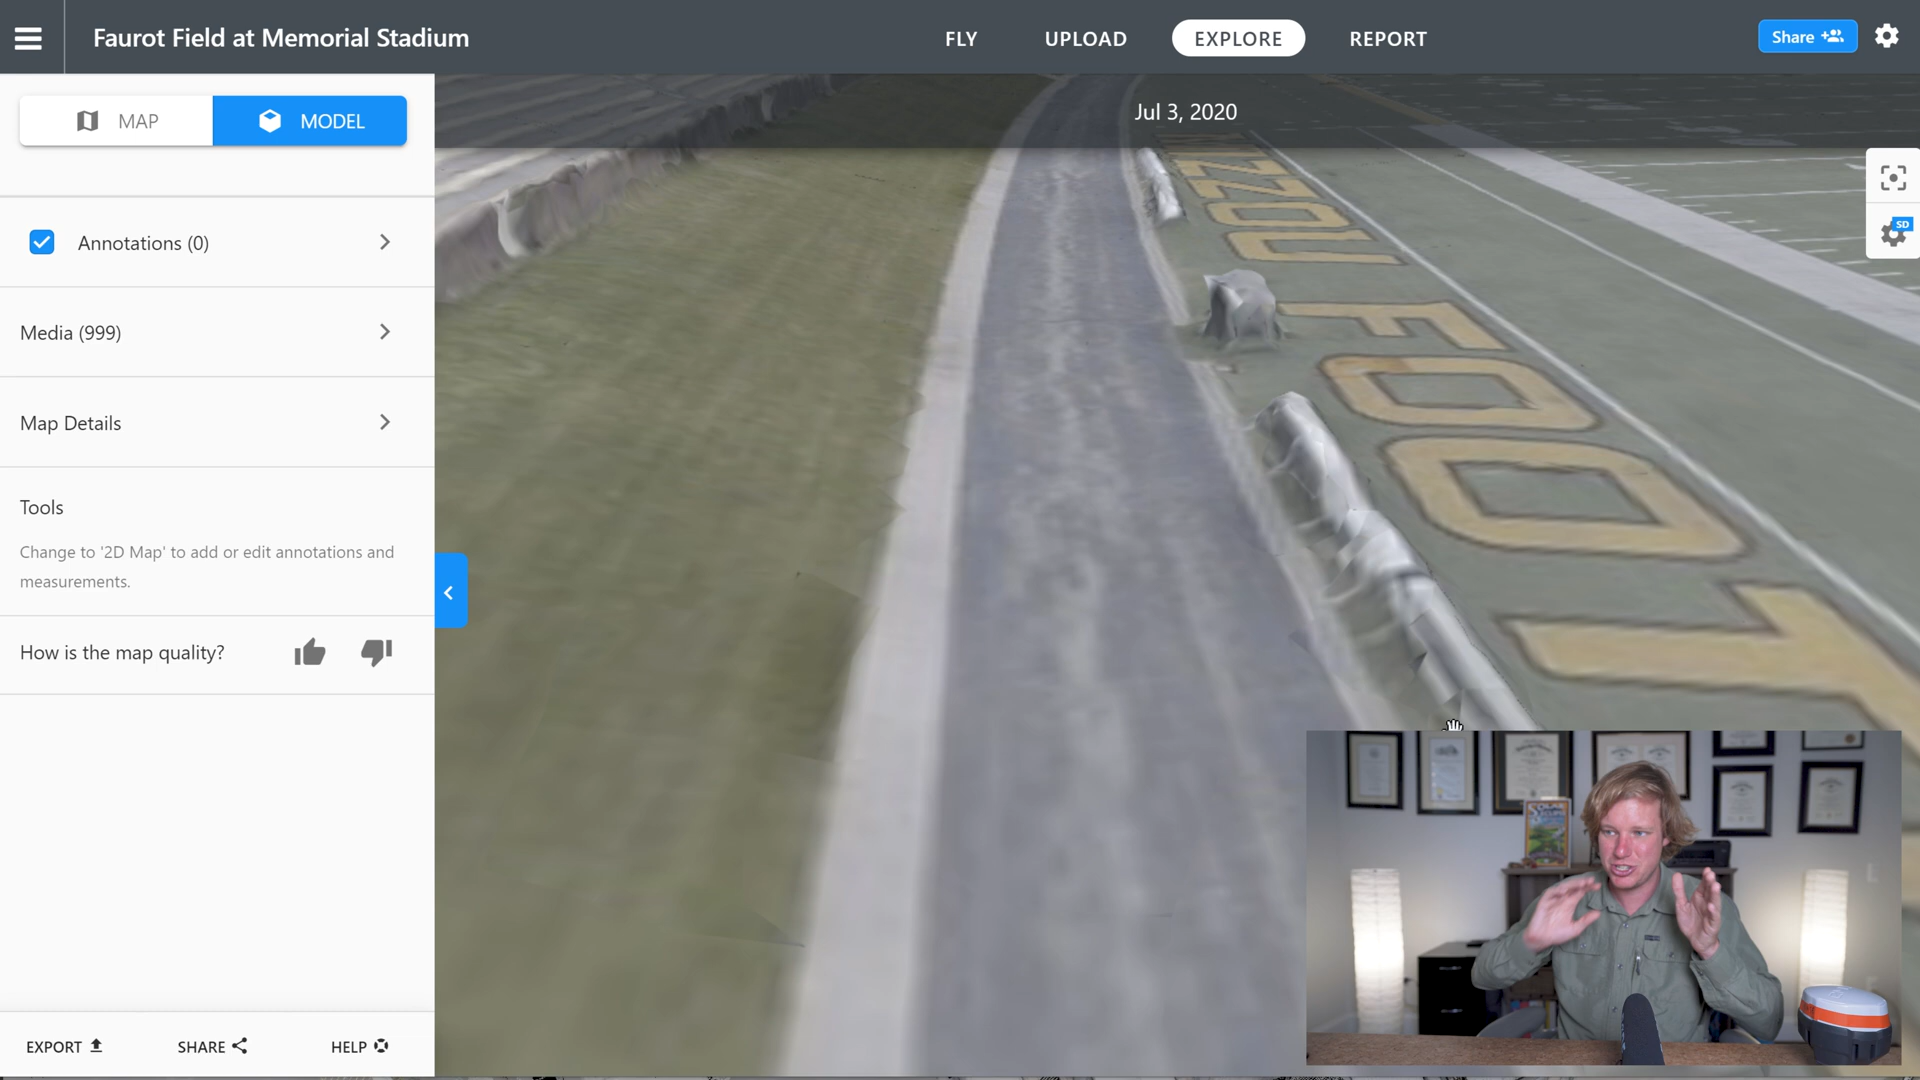 Faurot Field at Memorial Stadium
FLY
UPLOAD
EXPLORE
REPORT
Share
MAP
MODEL
Jul 3, 2020
SD
Annotations (0)
Media (999)
Map Details
Tools
Change to '2D Map' to add or edit annotations and
measurements.
How is the map quality?
EXPORT
SHARE
HELP
FOOT